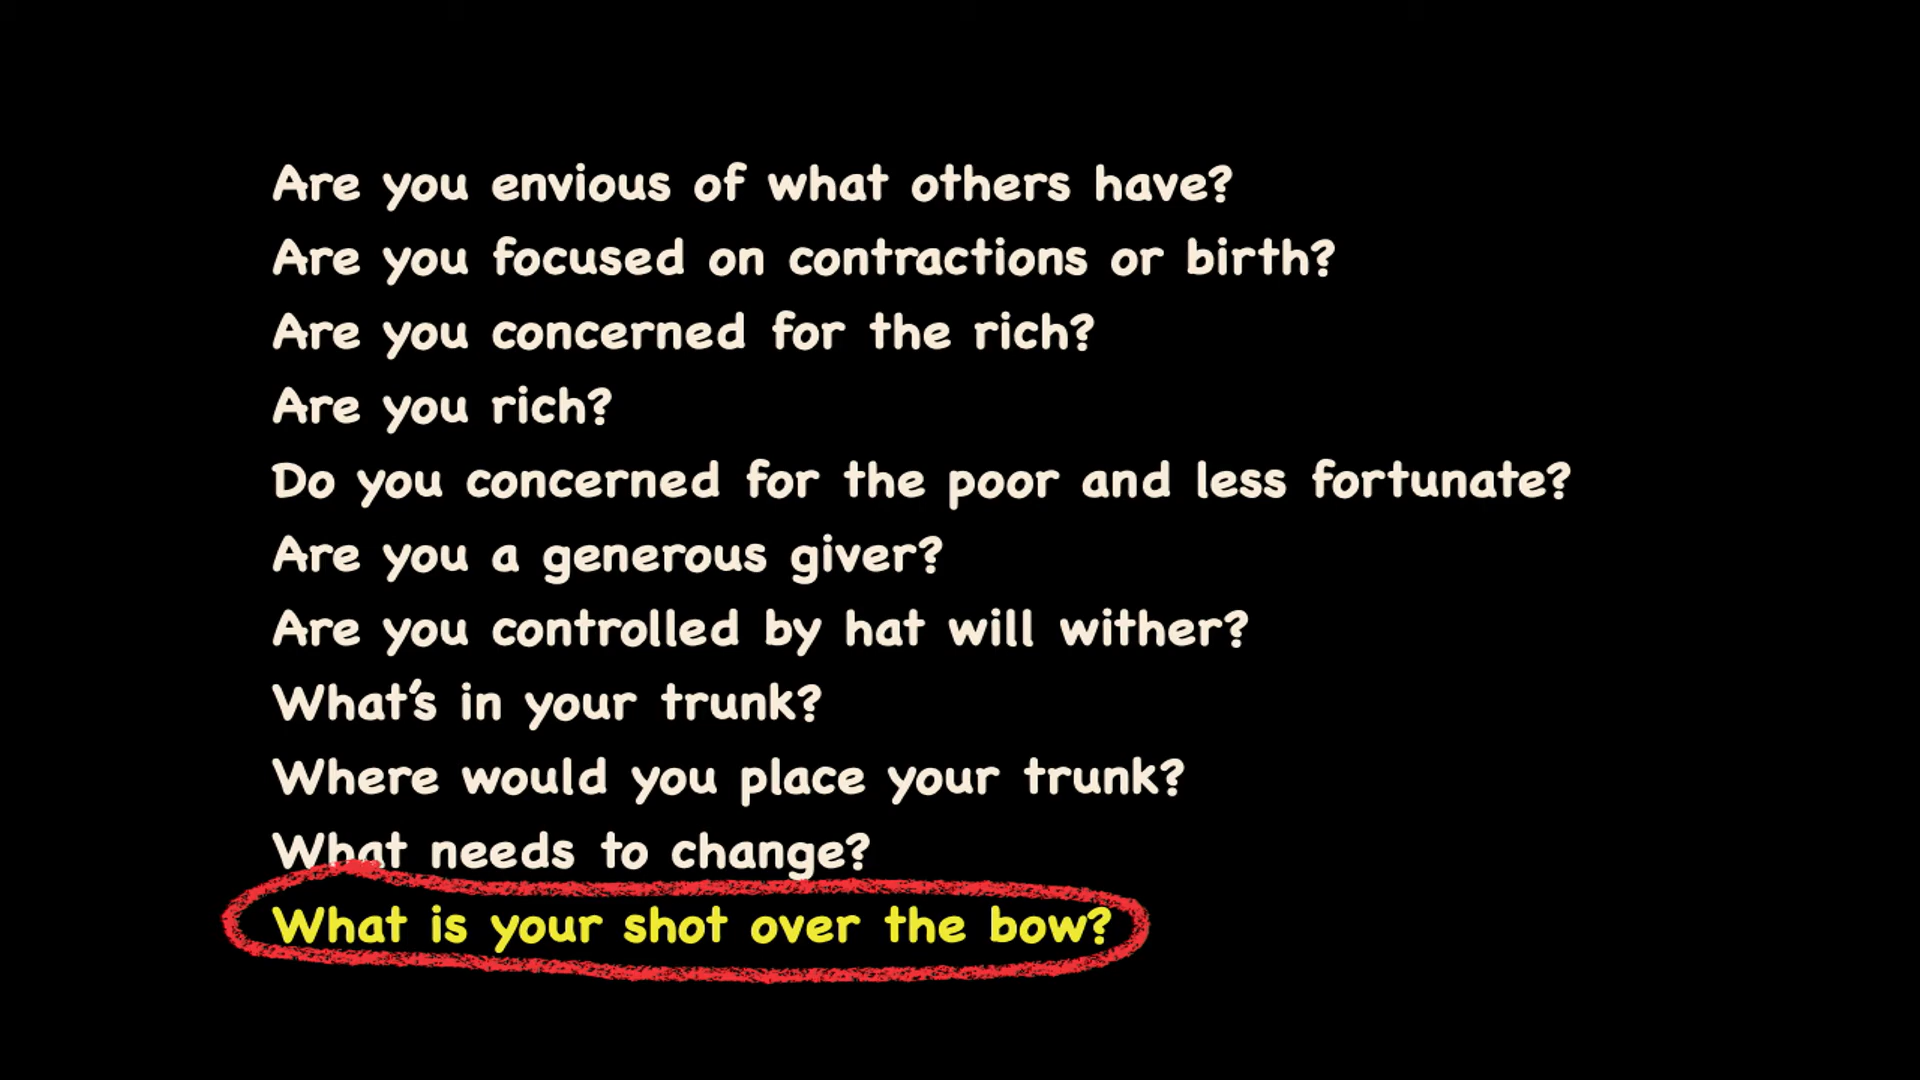 Are you envious of what others have?
Are you focused on contractions or birth?
Are you concerned for the rich?
Are you rich?
Do you concerned for the poor and less fortunate?
Are you a generous giver?
Are you controlled by hat will wither?
What's in your trunk?
Where would you place your trunk?
What needs to change?
What is your shot over the bow?